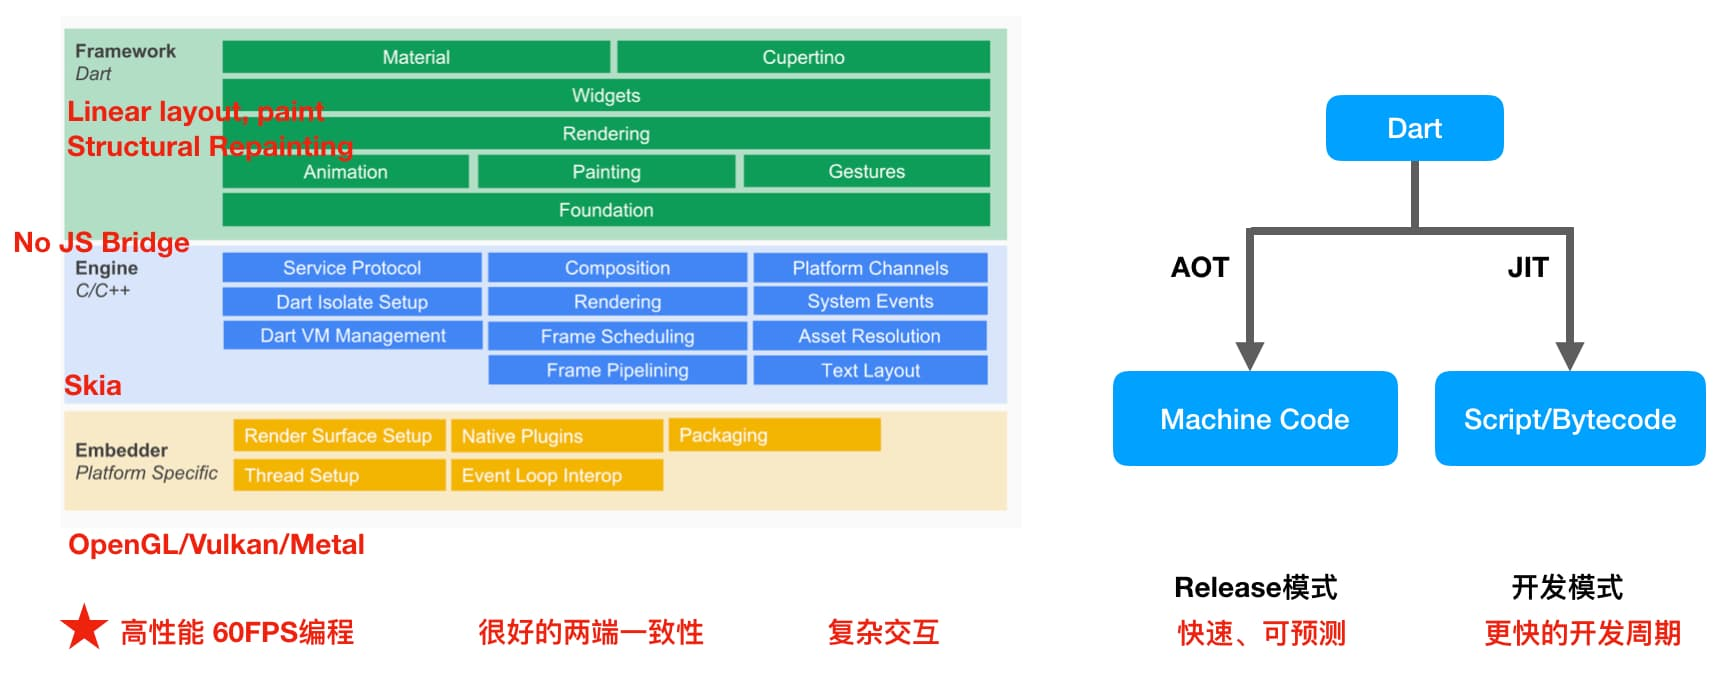 Framework
Dart
Material
Cupertino
Widgets
Linear layout, paint
Rendering
Structural Repainting
Animation
Painting
Gestures
Foundation
No JS Bridge
Engine
C/C++
Service Protocol
Composition
Platform Channels
Dart Isolate Setup
Rendering
System Events
Dart VM Management
Frame Scheduling
Asset Resolution
Frame Pipelining
Text Layout
Skia
Embedder
Platform Specific
Render Surface Setup
Native Plugins
Packaging
Thread Setup
Event Loop Interop
OpenGL/Vulkan/Metal
高性能 60FPS编程
很好的两端一致性
复杂交互
Dart
AOT
JIT
Machine Code
Script/Bytecode
Release模式
开发模式
快速、可预测
更快的开发周期